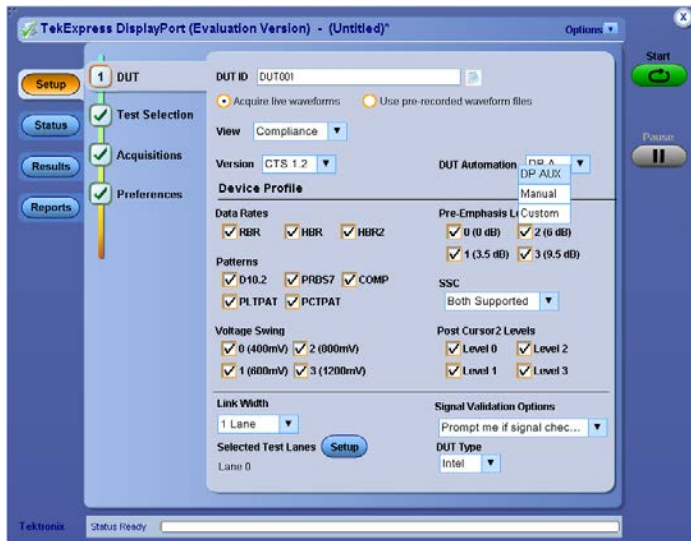 TekExpress DisplayPort (Evaluation Version) - (Untitled)*
Options
x
Setup
Status
Results
Reports
1 DUT
Test Selection
Acquisitions
Preferences
DUT ID DUT001
Acquire live waveforms Use pre-recorded waveform files
View Compliance
Version CTS 1.2 DUT Automation DP A
DP AUX
Manual
Custom
Device Profile
Data Rates
RBR HBR HBR2
Patterns
D10.2 PRBS7 COMP
PLTPAT PCTPAT
Voltage Swing
0 (400mV) 2 (800mV)
1 (600mV) 3 (1200mV)
Pre-Emphasis
0 (0 dB) 2 (6 dB)
1 (3.5 dB) 3 (9.5 dB)
SSC
Both Supported
Post Cursor2 Levels
Level 0 Level 2
Level 1 Level 3
Link Width
1 Lane
Selected Test Lanes Setup
Lane 0
Signal Validation Options
Prompt me if signal chec...
DUT Type
Intel
Start
Pause
Tektronix Status Ready